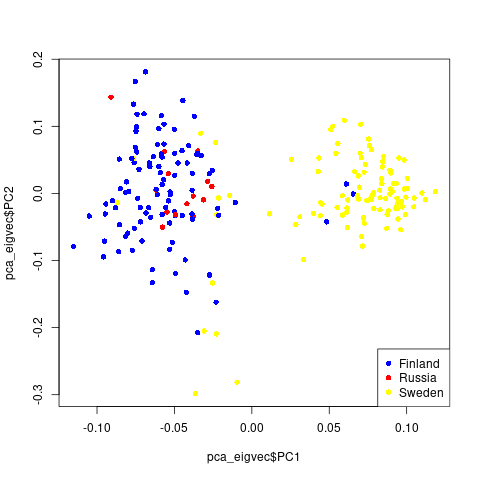 0.2
0.1
0.0
-0.1
-0.2
-0.3
pca_eigvec$PC2
-0.10 -0.05 0.00 0.05 0.10
pca_eigvec$PC1
Finland
Russia
Sweden